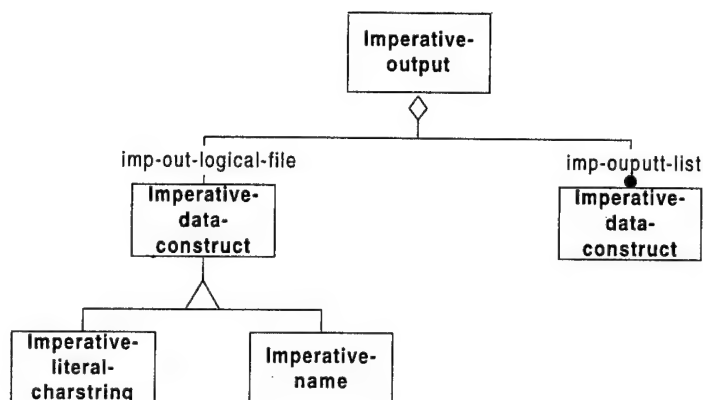 Imperative-
output
imp-out-logical-file
imp-ouputt-list
Imperative-
data-
construct
Imperative-
data-
construct
Imperative-
literal-
charstring
Imperative-
name